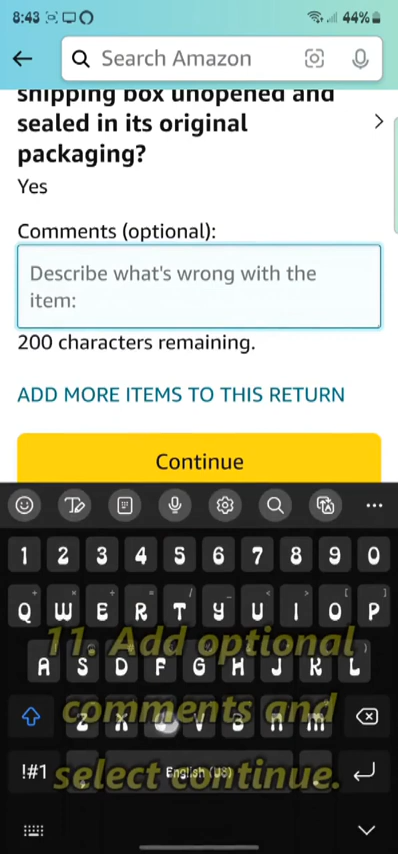 8:43
44%
Search Amazon
shipping box unopened and
sealed in its original
packaging?
Yes
Comments (optional):
Describe what's wrong with the
item:
200 characters remaining.
ADD MORE ITEMS TO THIS RETURN
Continue
1 2 3 4 5 6 7 8 9 0
Q W E R T Y U I O P
11. Add optional
A S D F G H J K L
comments and
Z X C V B N M
!#1 , English (US) .
select continue.